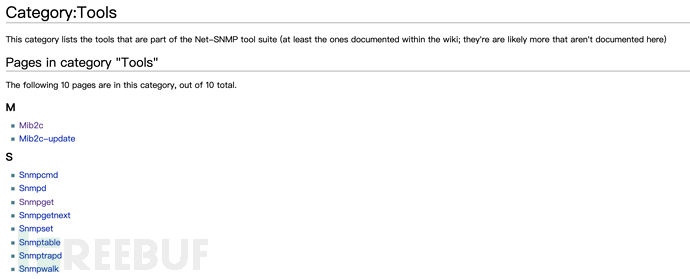 Category:Tools
This category lists the tools that are part of the Net-SNMP tool suite (at least the ones documented within the wiki; they're are likely more that aren't documented here)
Pages in category "Tools"
The following 10 pages are in this category, out of 10 total.
M
Mib2c
Mib2c-update
S
Snmpcmd
Snmpd
Snmpget
Snmpgetnext
Snmpset
Snmptable
Snmptrapd
Snmpwalk
FREEBUF